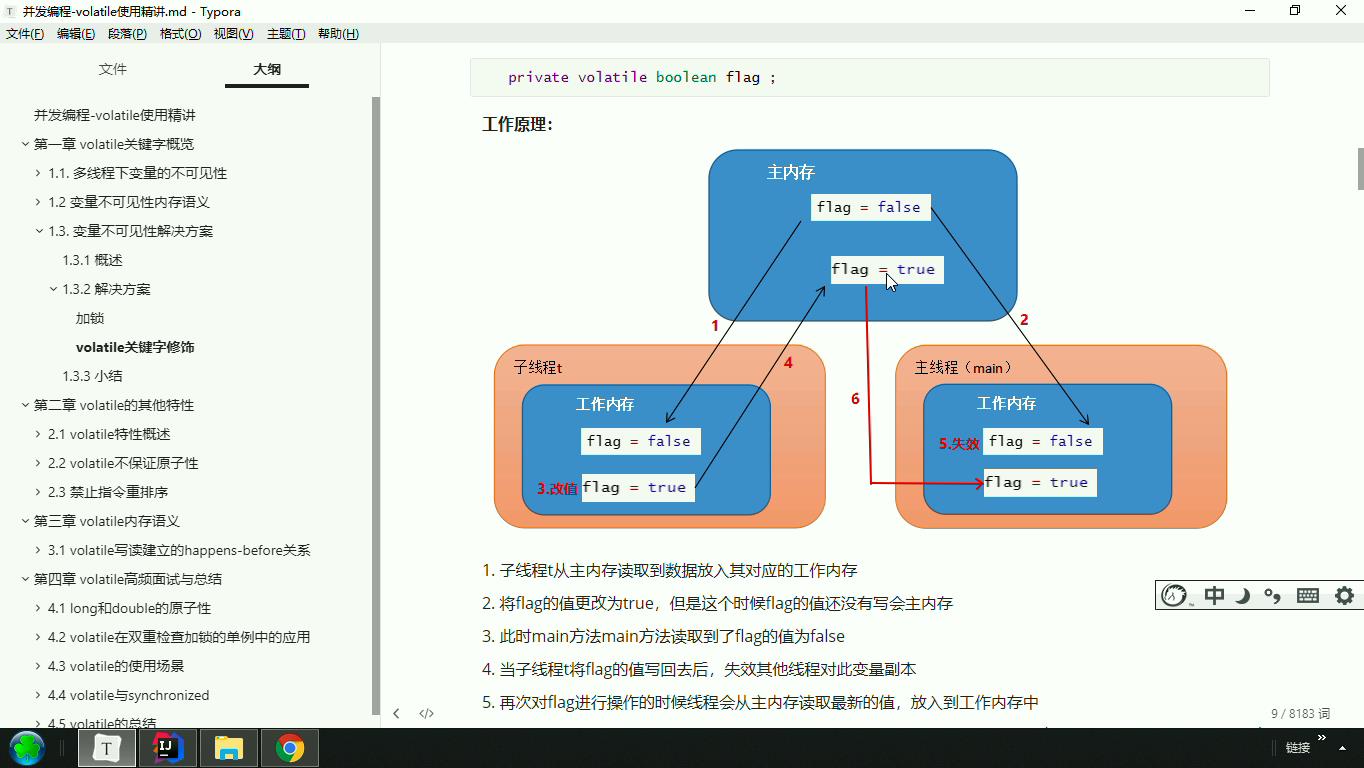 并发编程-volatile使用精讲.md - Typora
文件(F) 编辑(E) 段落(P) 格式(O) 视图(V) 主题(T) 帮助(H)
文件 大纲
并发编程-volatile使用精讲
第一章 volatile关键字概览
1.1. 多线程下变量的不可见性
1.2 变量不可见性内存语义
1.3. 变量不可见性解决方案
1.3.1 概述
1.3.2 解决方案
加锁
volatile关键字修饰
1.3.3 小结
第二章 volatile的其他特性
2.1 volatile特性概述
2.2 volatile不保证原子性
2.3 禁止指令重排序
第三章 volatile内存语义
3.1 volatile写读建立的happens-before关系
第四章 volatile高频面试与总结
4.1 long和double的原子性
4.2 volatile在双重检查加锁的单例中的应用
4.3 volatile的使用场景
4.4 volatile与synchronized
4.5 volatile的总结
private volatile boolean flag ;
工作原理：
主内存
flag = false
flag = true
1
2
4
6
子线程t
工作内存
flag = false
3.改值 flag = true
主线程（main）
工作内存
5.失效 flag = false
flag = true
1. 子线程t从主内存读取到数据放入其对应的工作内存
2. 将flag的值更改为true，但是这个时候flag的值还没有写会主内存
3. 此时main方法main方法读取到了flag的值为false
4. 当子线程t将flag的值写回去后，失效其他线程对此变量副本
5. 再次对flag进行操作的时候线程会从主内存读取最新的值，放入到工作内存中
9 / 8183 词
中
T
IJ
链接